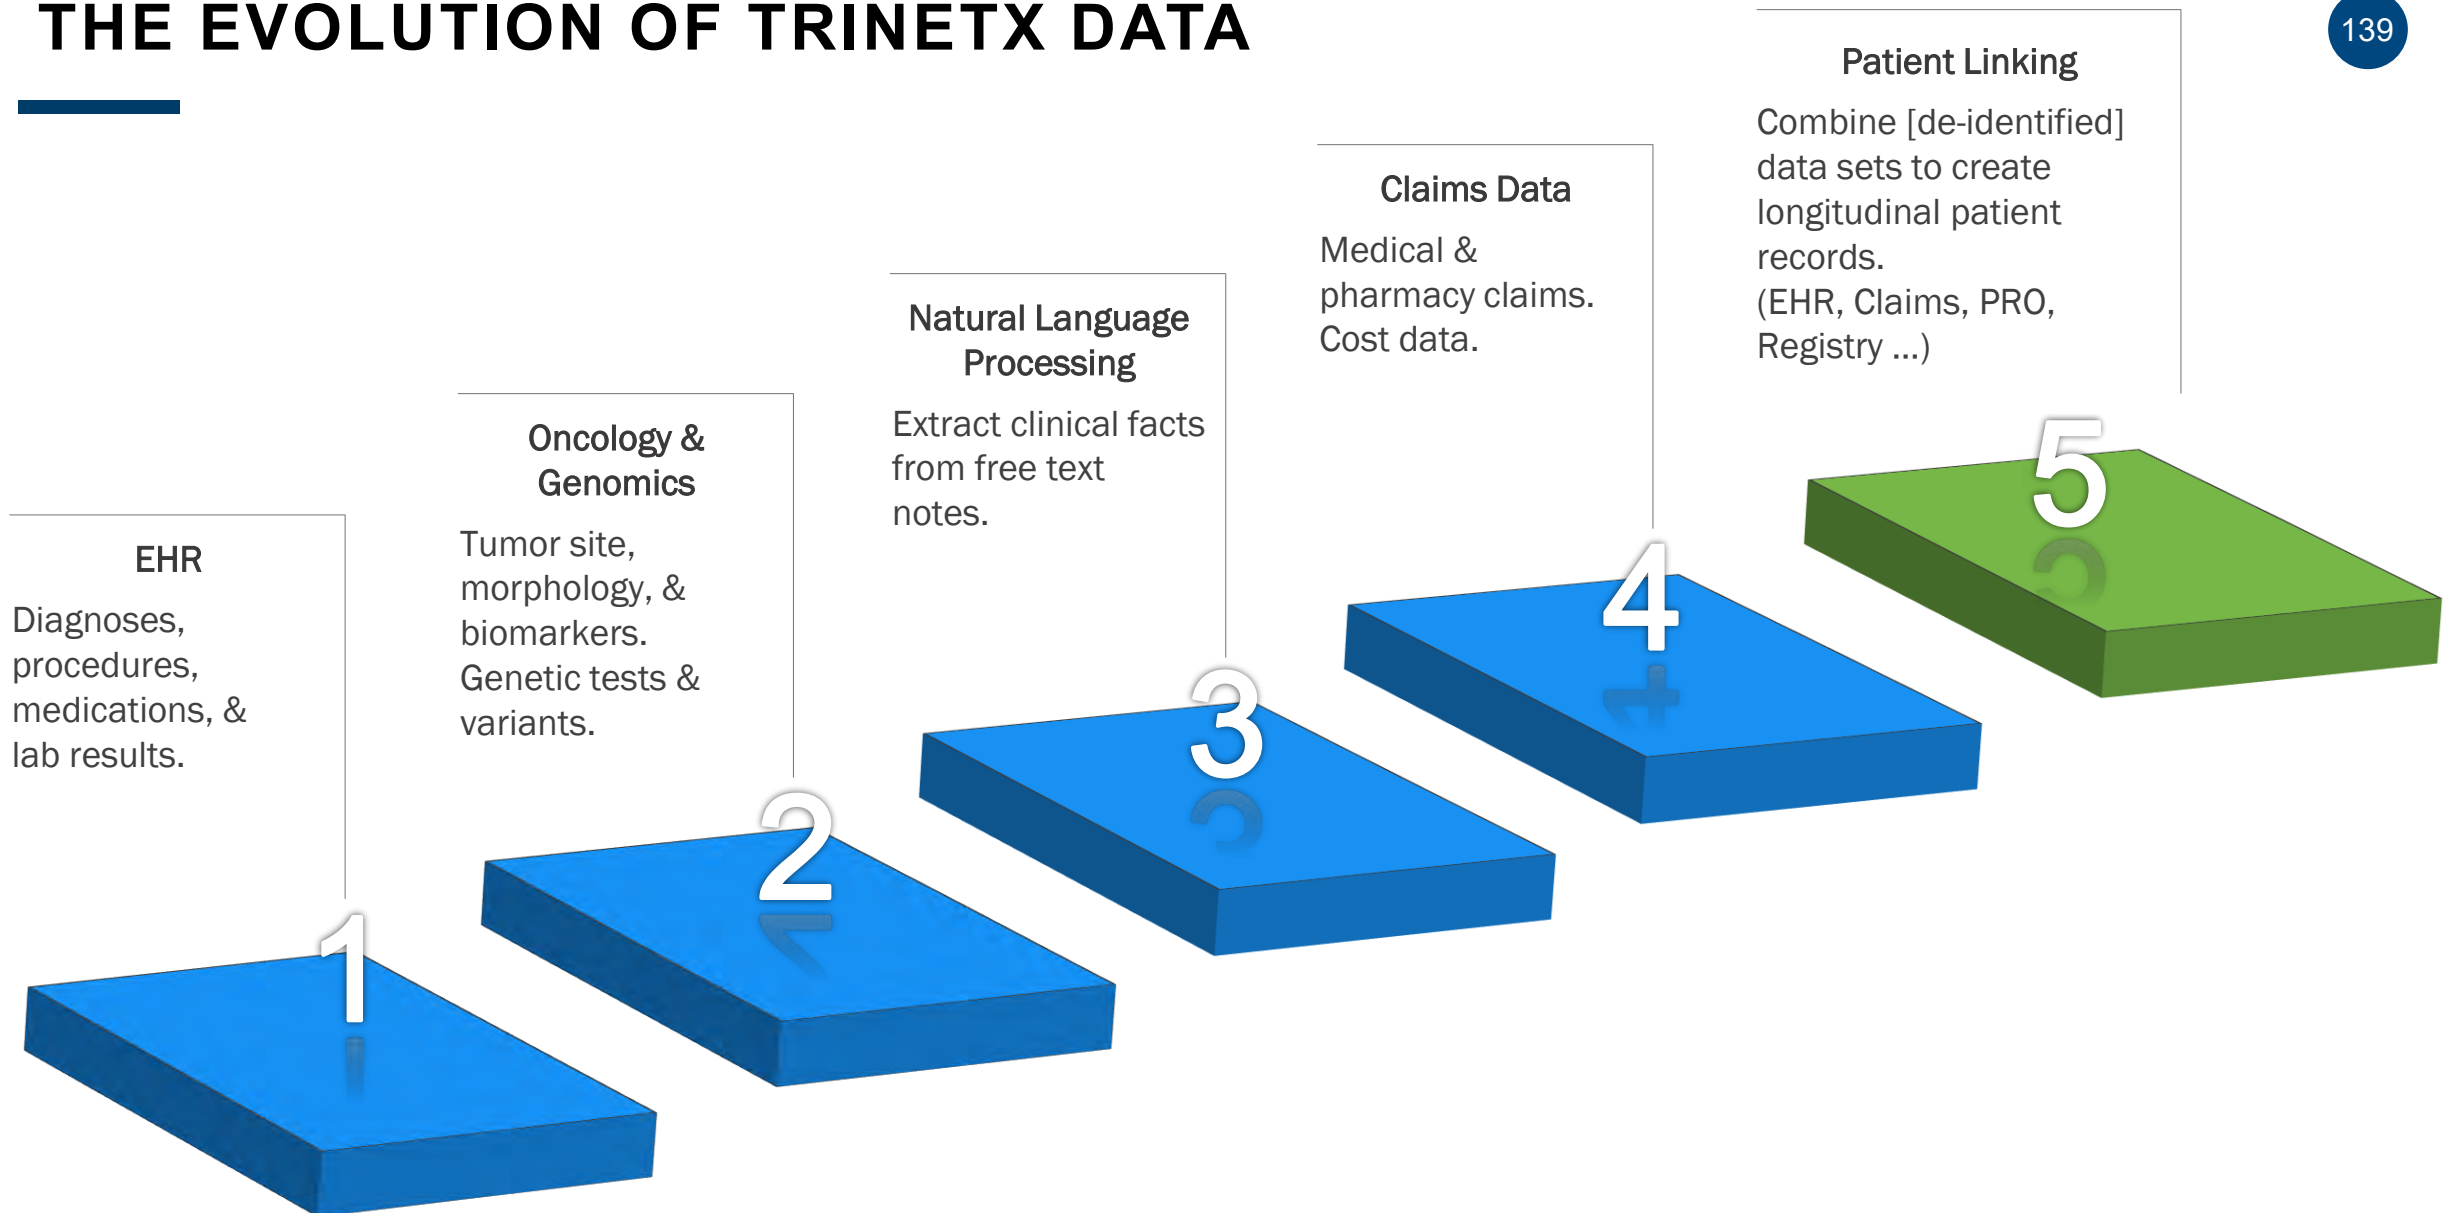 THE EVOLUTION OF TRINETX DATA
139
EHR
Diagnoses,
procedures,
medications, &
lab results.
1
Oncology &
Genomics
Tumor site,
morphology, &
biomarkers.
Genetic tests &
variants.
2
Natural Language
Processing
Extract clinical facts
from free text
notes.
3
Claims Data
Medical &
pharmacy claims.
Cost data.
4
Patient Linking
Combine [de-identified]
data sets to create
longitudinal patient
records.
(EHR, Claims, PRO,
Registry ...)
5